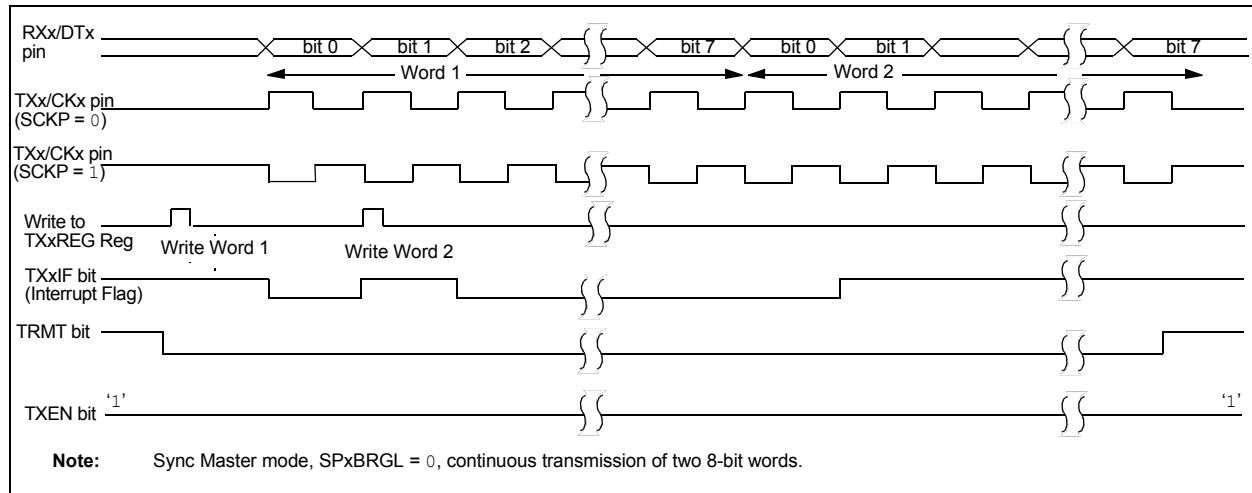 RXx/DTx
pin
bit 0 bit 1 bit 2 bit 7 bit 0 bit 1 bit 7
Word 1 Word 2
TXx/CKx pin
(SCKP = 0)
TXx/CKx pin
(SCKP = 1)
Write to
TXxREG Reg
Write Word 1 Write Word 2
TXxIF bit
(Interrupt Flag)
TRMT bit
‘1’ ‘1’
TXEN bit
Note: Sync Master mode, SPxBRGL = 0, continuous transmission of two 8-bit words.